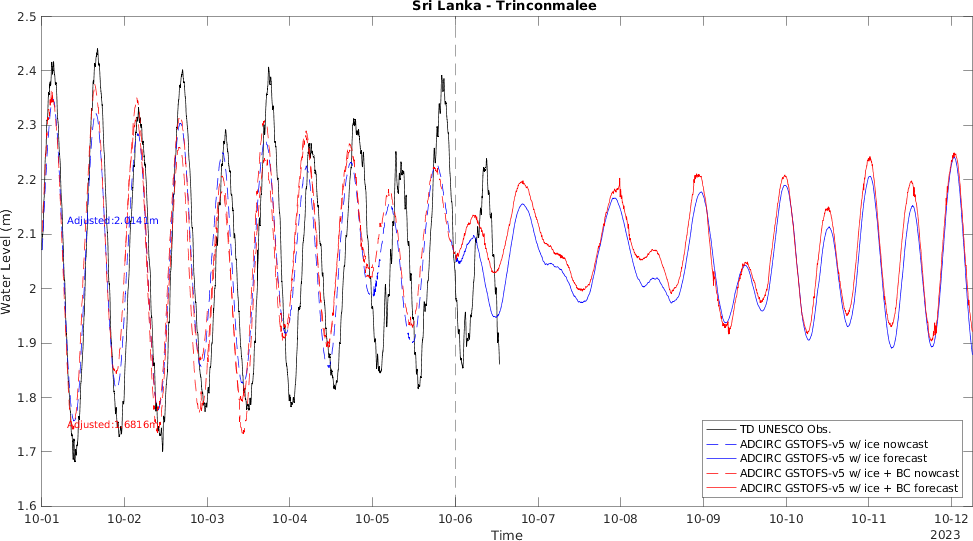 Sri Lanka - Trinconmalee
2.5
2.4
2.3
2.2
2.1
2
1.9
1.8
1.7
1.6
Water Level (m)
Adjusted:2.0141m
Adjusted:1.6816m
TD UNESCO Obs.
ADCIRC GSTOFS-v5 w/ ice nowcast
ADCIRC GSTOFS-v5 w/ ice forecast
ADCIRC GSTOFS-v5 w/ ice + BC nowcast
ADCIRC GSTOFS-v5 w/ ice + BC forecast
10-01 10-02 10-03 10-04 10-05 10-06 10-07 10-08 10-09 10-10 10-11 10-12
2023
Time